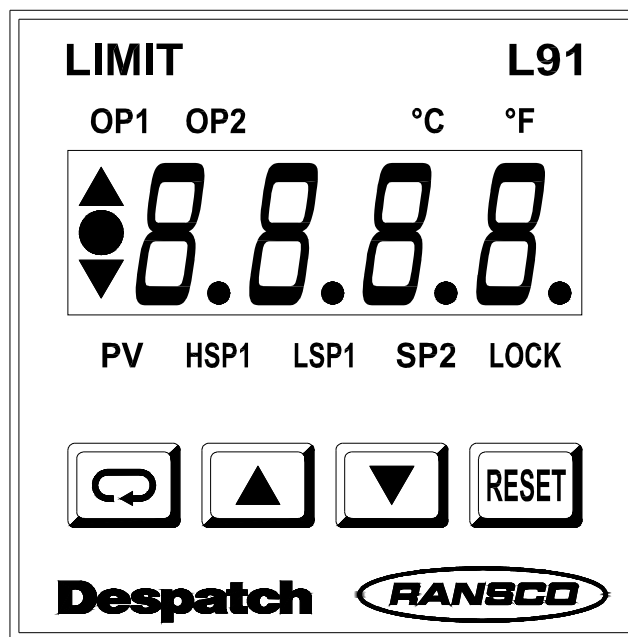 LIMIT L91
OP1 OP2 °C °F
8.8.8.8.
PV HSP1 LSP1 SP2 LOCK
RESET
Despatch RANSCO